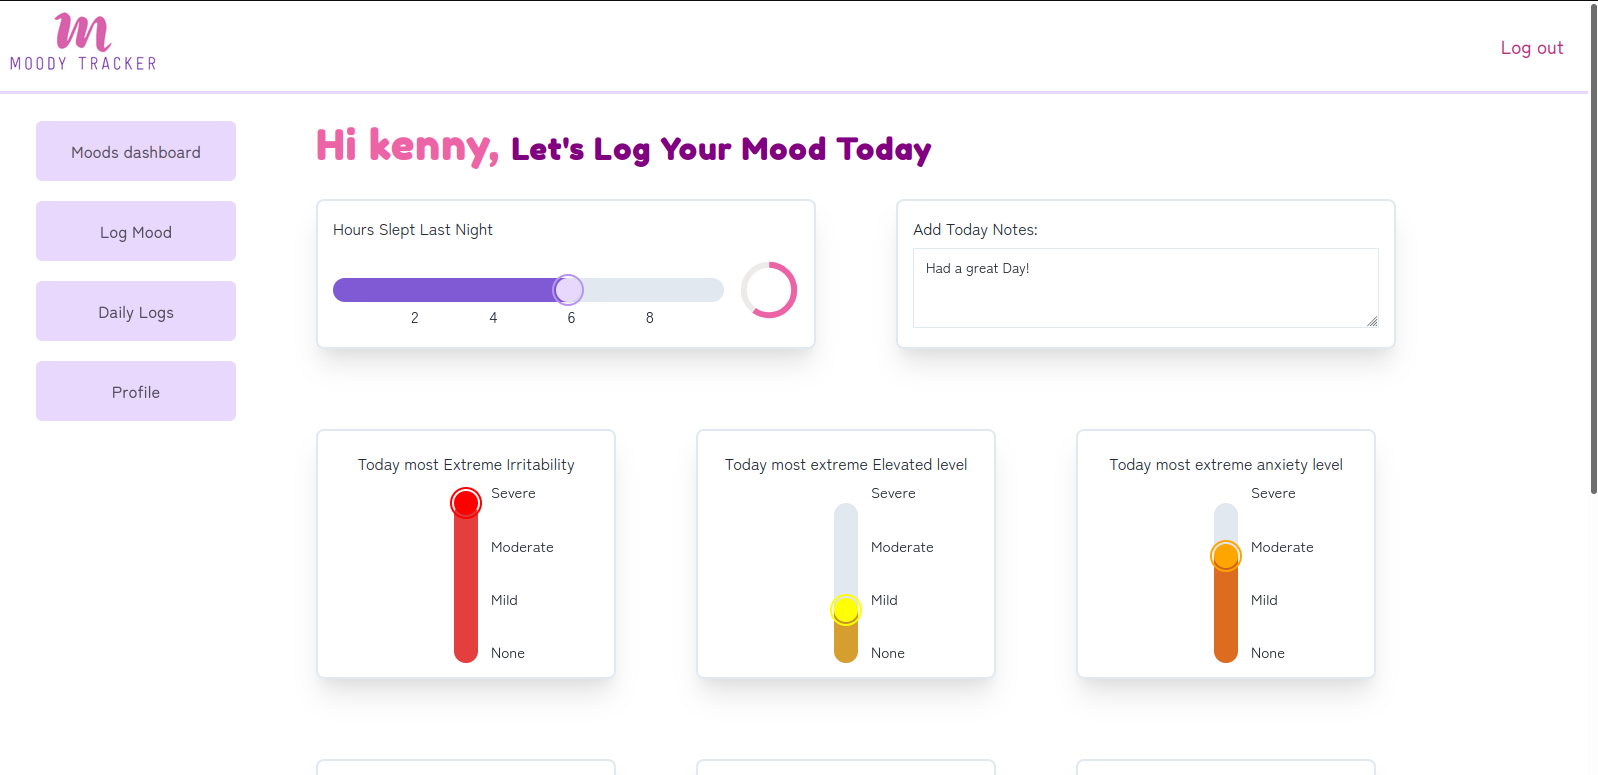 m
MOODY TRACKER
Log out
Moods dashboard
Log Mood
Daily Logs
Profile
Hi kenny, Let's Log Your Mood Today
Hours Slept Last Night
2 4 6 8
Add Today Notes:
Had a great Day!
Today most Extreme Irritability
Severe
Moderate
Mild
None
Today most extreme Elevated level
Severe
Moderate
Mild
None
Today most extreme anxiety level
Severe
Moderate
Mild
None